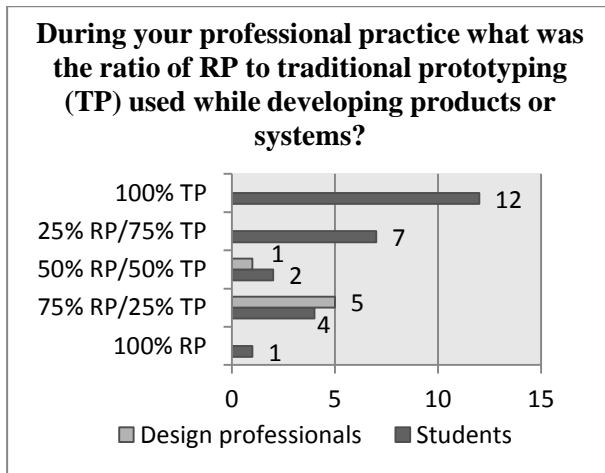 During your professional practice what was
the ratio of RP to traditional prototyping
(TP) used while developing products or
systems?
100% TP
12
25% RP/75% TP
7
1
50% RP/50% TP
2
5
75% RP/25% TP
4
100% RP
1
0 5 10 15
Design professionals Students